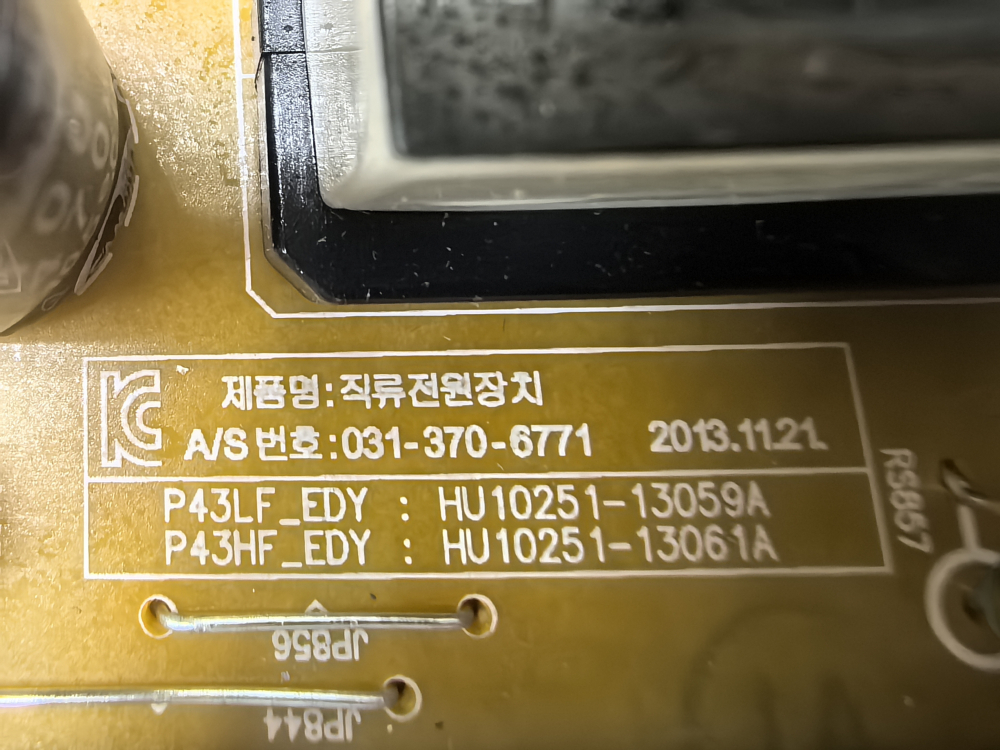 제품명:직류전원장치
A/S번호:031-370-6771 2013.11.21.
P43LF_EDY : HU10251-13059A
P43HF_EDY : HU10251-13061A
RS857
JP856
JP844